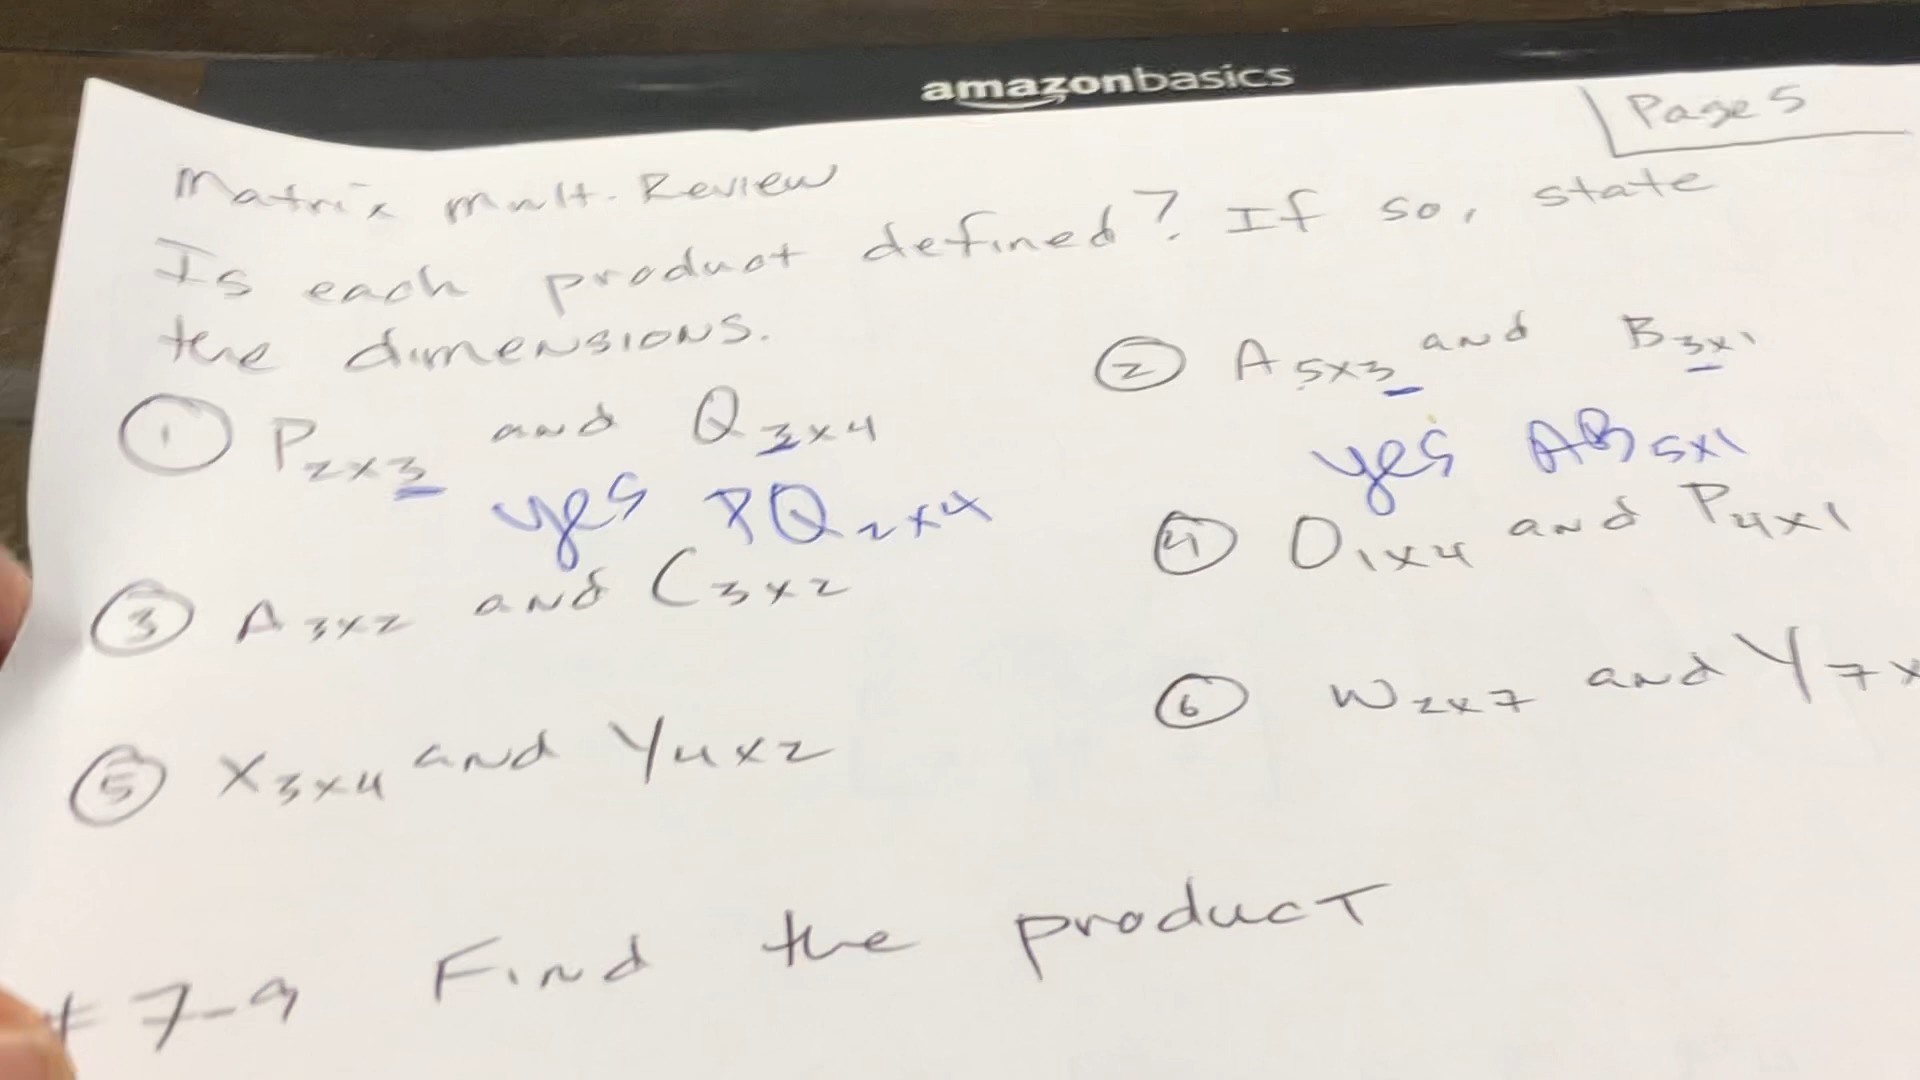 amazonbasics
Page 5
Matrix Mult. Review
Is each product defined? If so, state
the dimensions.
① P2x3 and Q3x4
yes PQ2x4
② A5x3 and B3x1
yes AB5x1
③ A3x2 and C3x2
④ O1x4 and P4x1
⑤ X3x4 and Y4x2
⑥ W2x7 and Y7x
# 7-9 Find the product